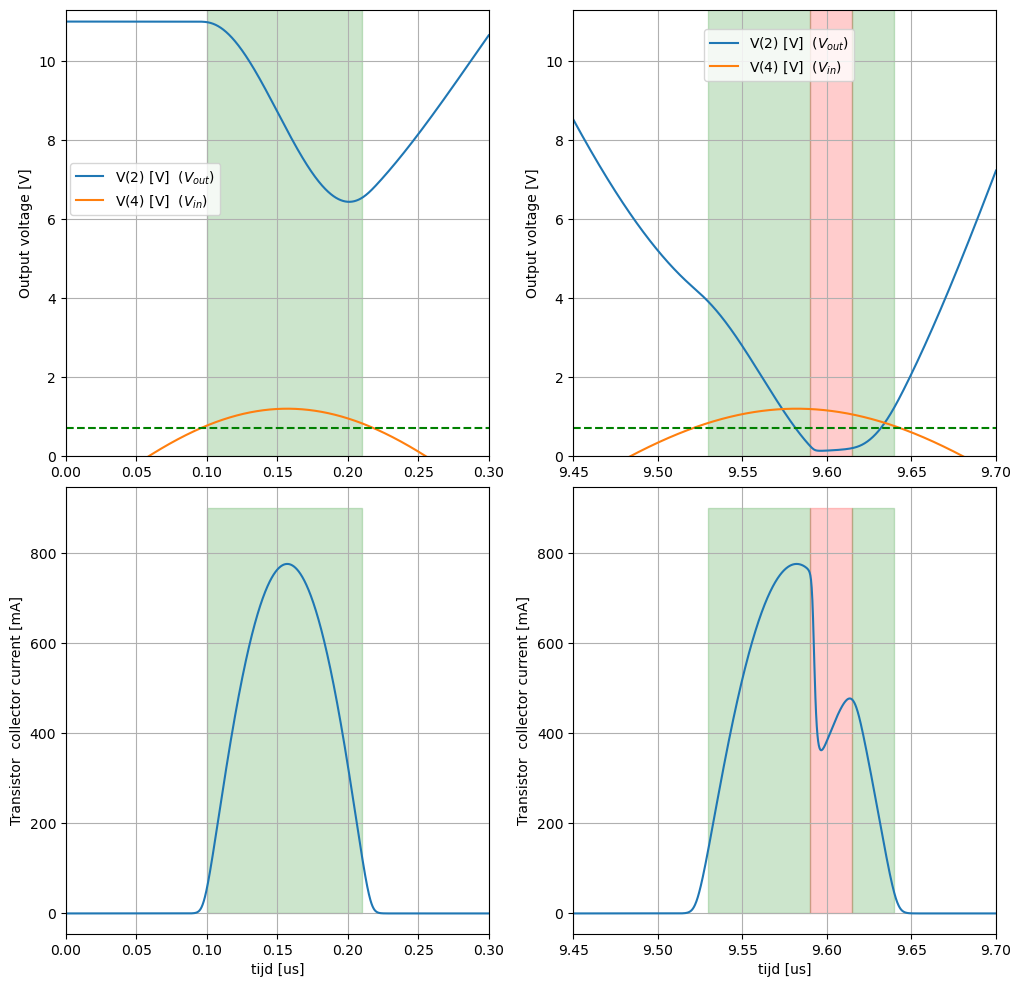 Output voltage [V]
10
8
6
4
2
0
V(2) [V]  (V_out)
V(4) [V]  (V_in)
0.00 0.05 0.10 0.15 0.20 0.25 0.30
Output voltage [V]
10
8
6
4
2
0
V(2) [V]  (V_out)
V(4) [V]  (V_in)
9.45 9.50 9.55 9.60 9.65 9.70
Transistor  collector current [mA]
800
600
400
200
0
0.00 0.05 0.10 0.15 0.20 0.25 0.30
tijd [us]
Transistor  collector current [mA]
800
600
400
200
0
9.45 9.50 9.55 9.60 9.65 9.70
tijd [us]